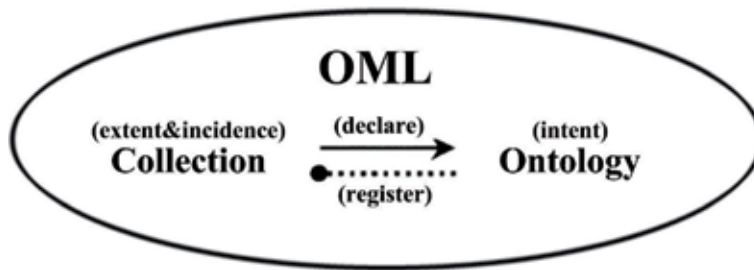 OML
(extent&incidence) (declare) (intent)
Collection Ontology
(register)